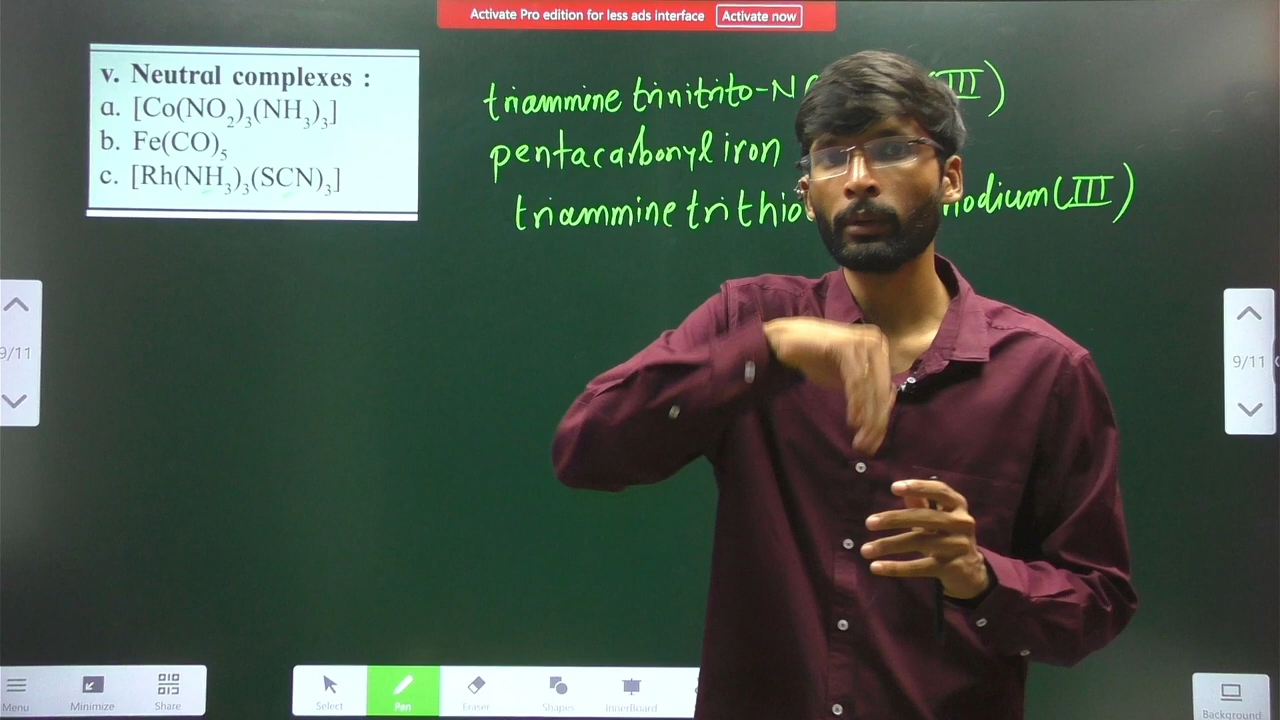 Activate Pro edition for less ads interface Activate now
v. Neutral complexes :
a. [Co(NO₂)₃(NH₃)₃]
b. Fe(CO)₅
c. [Rh(NH₃)₃(SCN)₃]
triammine trinitrito-N (III)
pentacarbonyl iron
triammine trithio (III)
9/11
9/11
Menu Minimize Share Select Pen Eraser Shapes InnerBoard Background